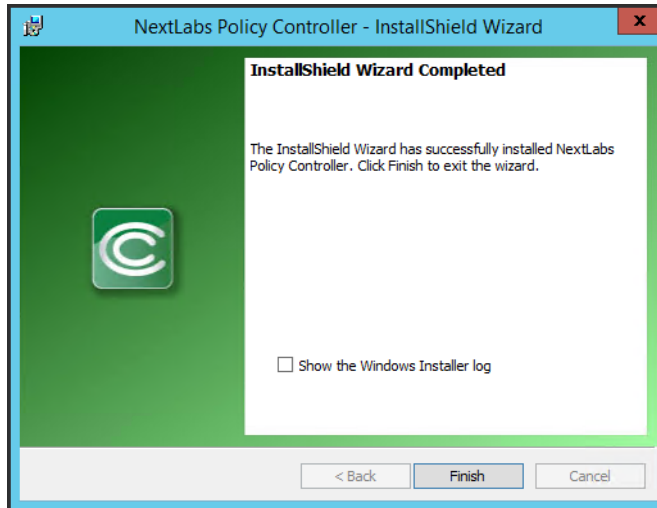 NextLabs Policy Controller - InstallShield Wizard
x
InstallShield Wizard Completed
The InstallShield Wizard has successfully installed NextLabs
Policy Controller. Click Finish to exit the wizard.
Show the Windows Installer log
< Back
Finish
Cancel